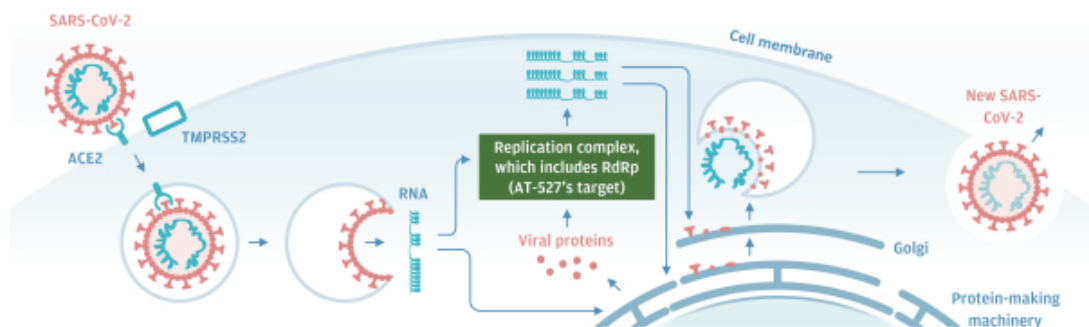 SARS-CoV-2
TMPRSS2
ACE2
RNA
Replication complex,
which includes RdRp
(AT-527's target)
Viral proteins
Cell membrane
New SARS-
CoV-2
Golgi
Protein-making
machinery